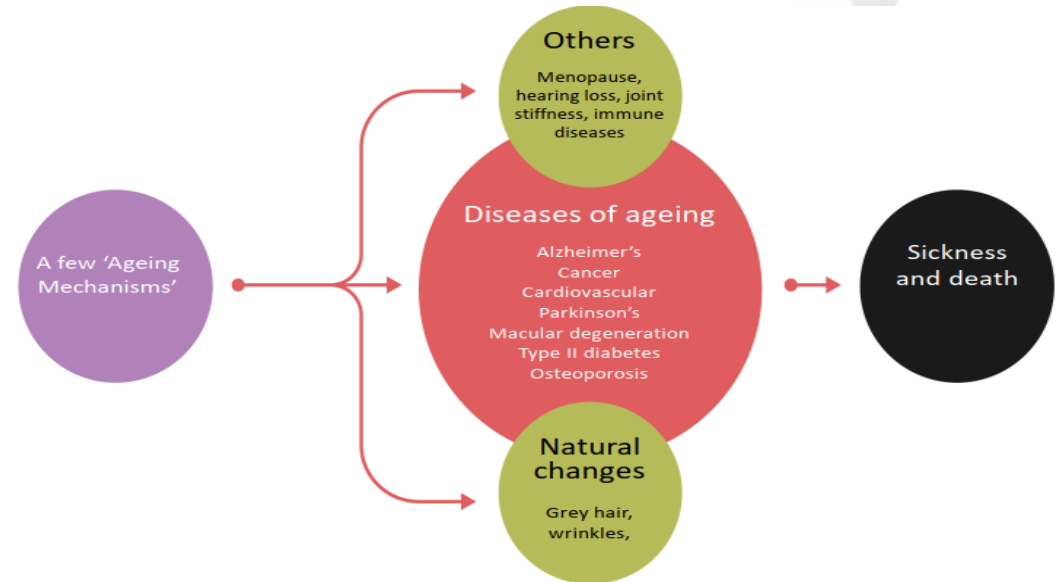 Others
Menopause,
hearing loss, joint
stiffness, immune
diseases
A few ‘Ageing
Mechanisms’
Diseases of ageing
Alzheimer’s
Cancer
Cardiovascular
Parkinson’s
Macular degeneration
Type II diabetes
Osteoporosis
Sickness
and death
Natural
changes
Grey hair,
wrinkles,